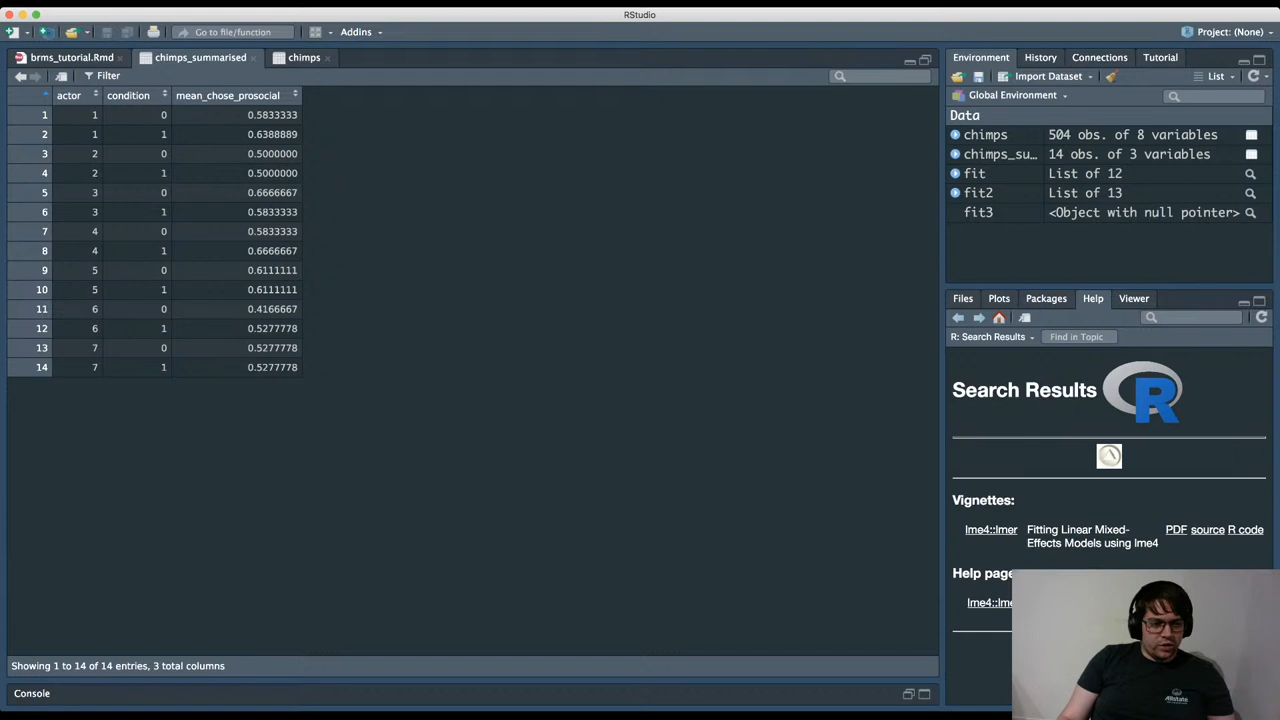 RStudio
Go to file/function
Addins
Project: (None)
brms_tutorial.Rmd
chimps_summarised
chimps
Filter
actor condition mean_chose_prosocial
1 1 0 0.5833333
2 1 1 0.6388889
3 2 0 0.5000000
4 2 1 0.5000000
5 3 0 0.6666667
6 3 1 0.5833333
7 4 0 0.5833333
8 4 1 0.6666667
9 5 0 0.6111111
10 5 1 0.6111111
11 6 0 0.4166667
12 6 1 0.5277778
13 7 0 0.5277778
14 7 1 0.5277778
Showing 1 to 14 of 14 entries, 3 total columns
Console
Environment History Connections Tutorial
Import Dataset List
Global Environment
Data
chimps 504 obs. of 8 variables
chimps_su… 14 obs. of 3 variables
fit List of 12
fit2 List of 13
fit3 <Object with null pointer>
Files Plots Packages Help Viewer
R: Search Results Find in Topic
Search Results R
Vignettes:
lme4::lmer Fitting Linear Mixed- PDF source R code
Effects Models using lme4
Help page
lme4::lme
Allstate